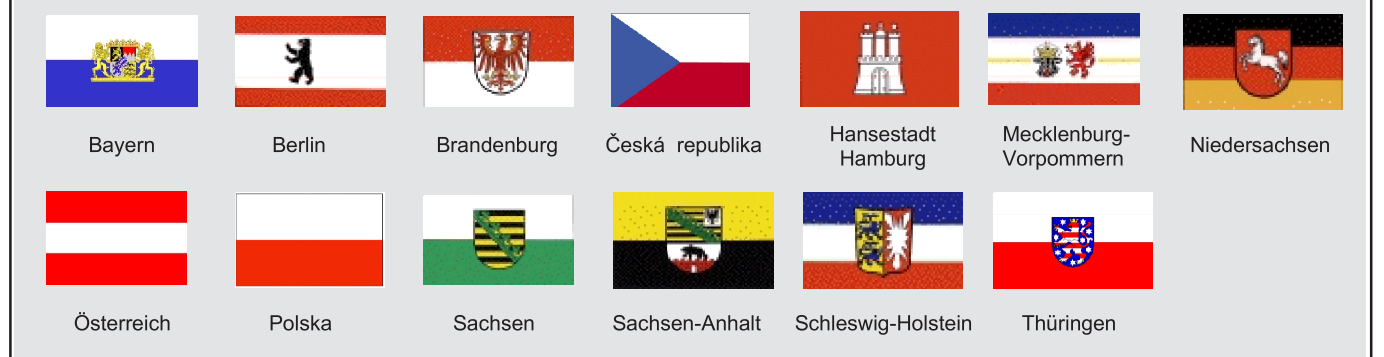 Bayern
Berlin
Brandenburg
Česká republika
Hansestadt
Hamburg
Mecklenburg-
Vorpommern
Niedersachsen
Österreich
Polska
Sachsen
Sachsen-Anhalt
Schleswig-Holstein
Thüringen